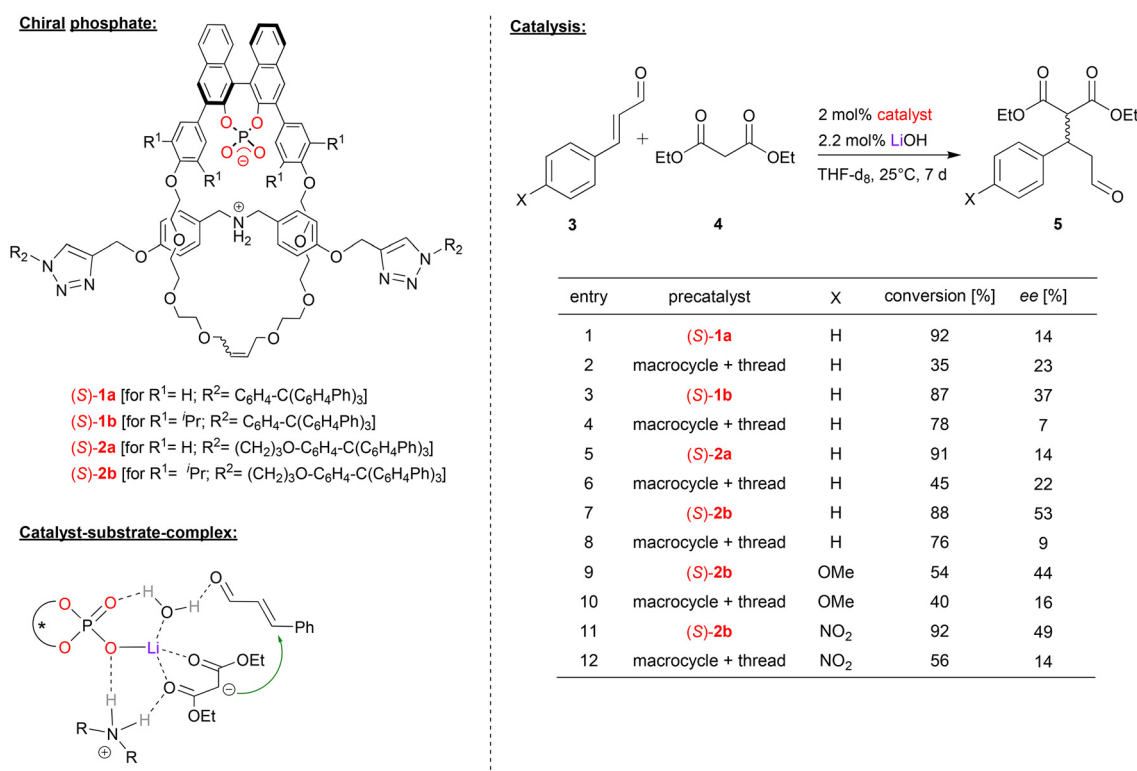 Chiral phosphate:
R1 O O R1
P
O O
⊖
R1 R1
O O
⊕
N
H2
O O
R2 O O R2
N N
N N N N
O O
O O
(S)-1a [for R1= H; R2= C6H4-C(C6H4Ph)3]
(S)-1b [for R1= iPr; R2= C6H4-C(C6H4Ph)3]
(S)-2a [for R1= H; R2= (CH2)3O-C6H4-C(C6H4Ph)3]
(S)-2b [for R1= iPr; R2= (CH2)3O-C6H4-C(C6H4Ph)3]
Catalyst-substrate-complex:
O O H O
* P O H
O O Li Ph
O OEt
O ⊖
H OEt
R N H
⊕ R
Catalysis:
O
X
3
+
O O
EtO OEt
4
2 mol% catalyst
2.2 mol% LiOH
THF-d8, 25°C, 7 d
O O
EtO OEt
O
X
5
entry precatalyst X conversion [%] ee [%]
1 (S)-1a H 92 14
2 macrocycle + thread H 35 23
3 (S)-1b H 87 37
4 macrocycle + thread H 78 7
5 (S)-2a H 91 14
6 macrocycle + thread H 45 22
7 (S)-2b H 88 53
8 macrocycle + thread H 76 9
9 (S)-2b OMe 54 44
10 macrocycle + thread OMe 40 16
11 (S)-2b NO2 92 49
12 macrocycle + thread NO2 56 14